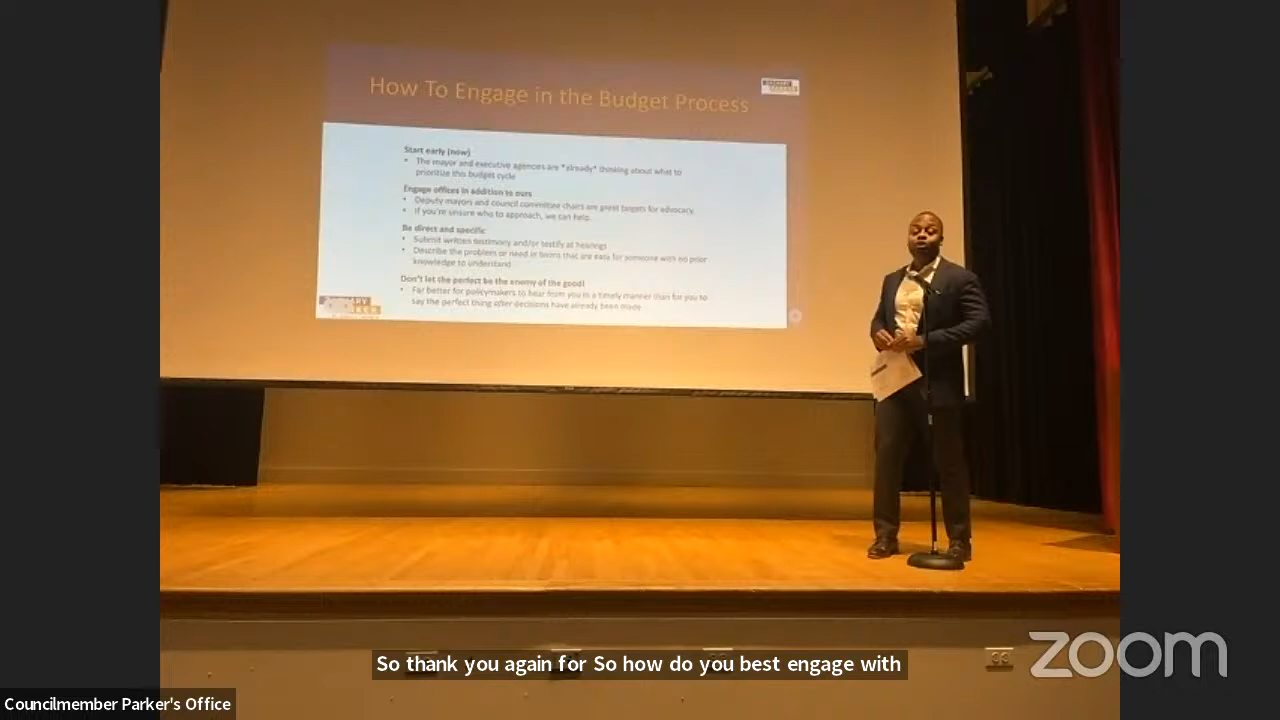 How To Engage in the Budget Process
Start early (now)
• The mayor and executive agencies are *already* thinking about what to
prioritize this budget cycle
Engage offices in addition to ours
• Deputy mayors and council committee chairs are great targets for advocacy.
• If you're unsure who to approach, we can help.
Be direct and specific
• Submit written testimony and/or testify at hearings
• Describe the problem or need in terms that are easy for someone with no prior
knowledge to understand
Don't let the perfect be the enemy of the good!
• Far better for policymakers to hear from you in a timely manner than for you to
say the perfect thing after decisions have already been made
So thank you again for So how do you best engage with
zoom
Councilmember Parker's Office